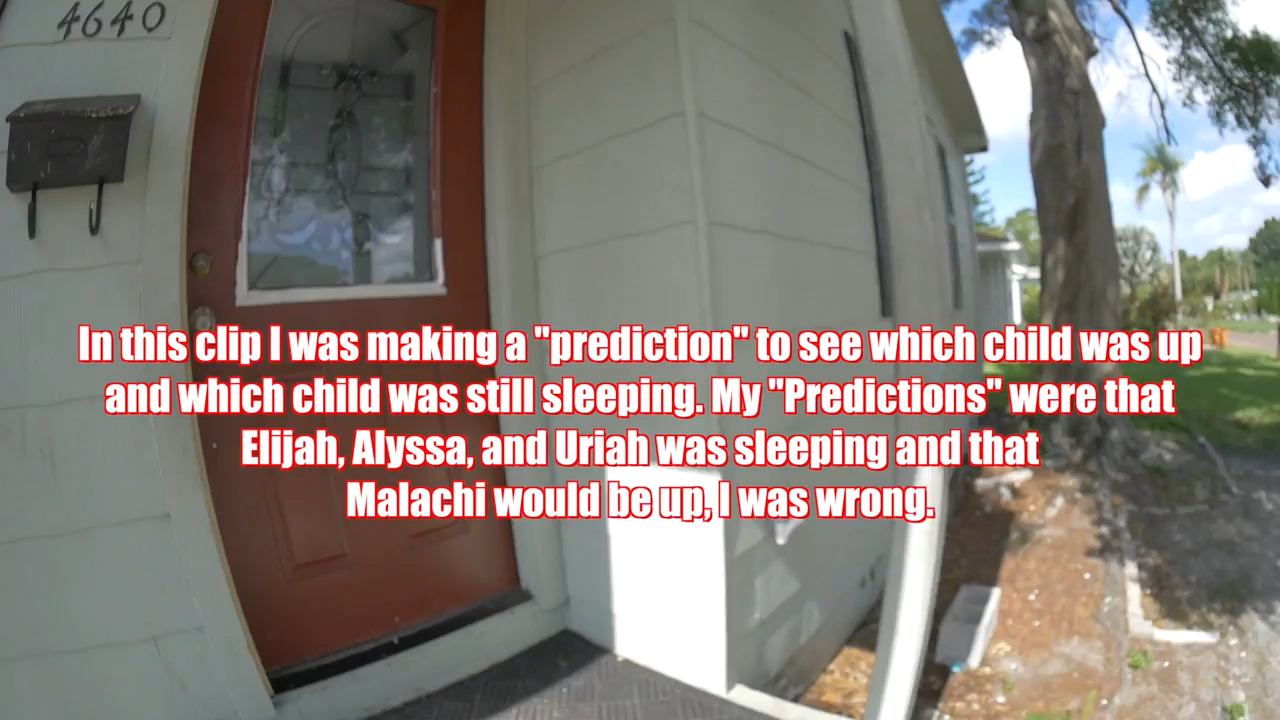 4640
In this clip I was making a "prediction" to see which child was up
and which child was still sleeping. My "Predictions" were that
Elijah, Alyssa, and Uriah was sleeping and that
Malachi would be up, I was wrong.